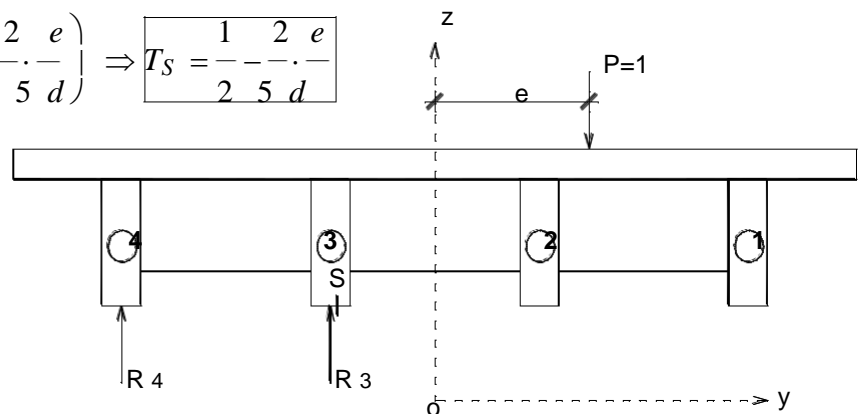 2/5 · e/d) ⇒ T_S = 1/2 − 2/5 · e/d
z
P=1
e
4
3
2
1
S
I
R 4
R 3
o
y